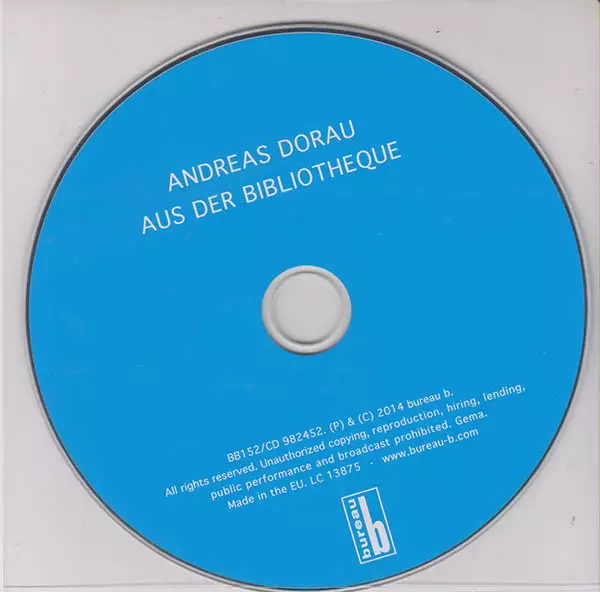 ANDREAS DORAU
AUS DER BIBLIOTHEQUE
BB152/CD 982452. (P) & (C) 2014 bureau b.
All rights reserved. Unauthorized copying, reproduction, hiring, lending,
public performance and broadcast prohibited. Gema.
Made in the EU. LC 13875 · www.bureau-b.com
bureau b